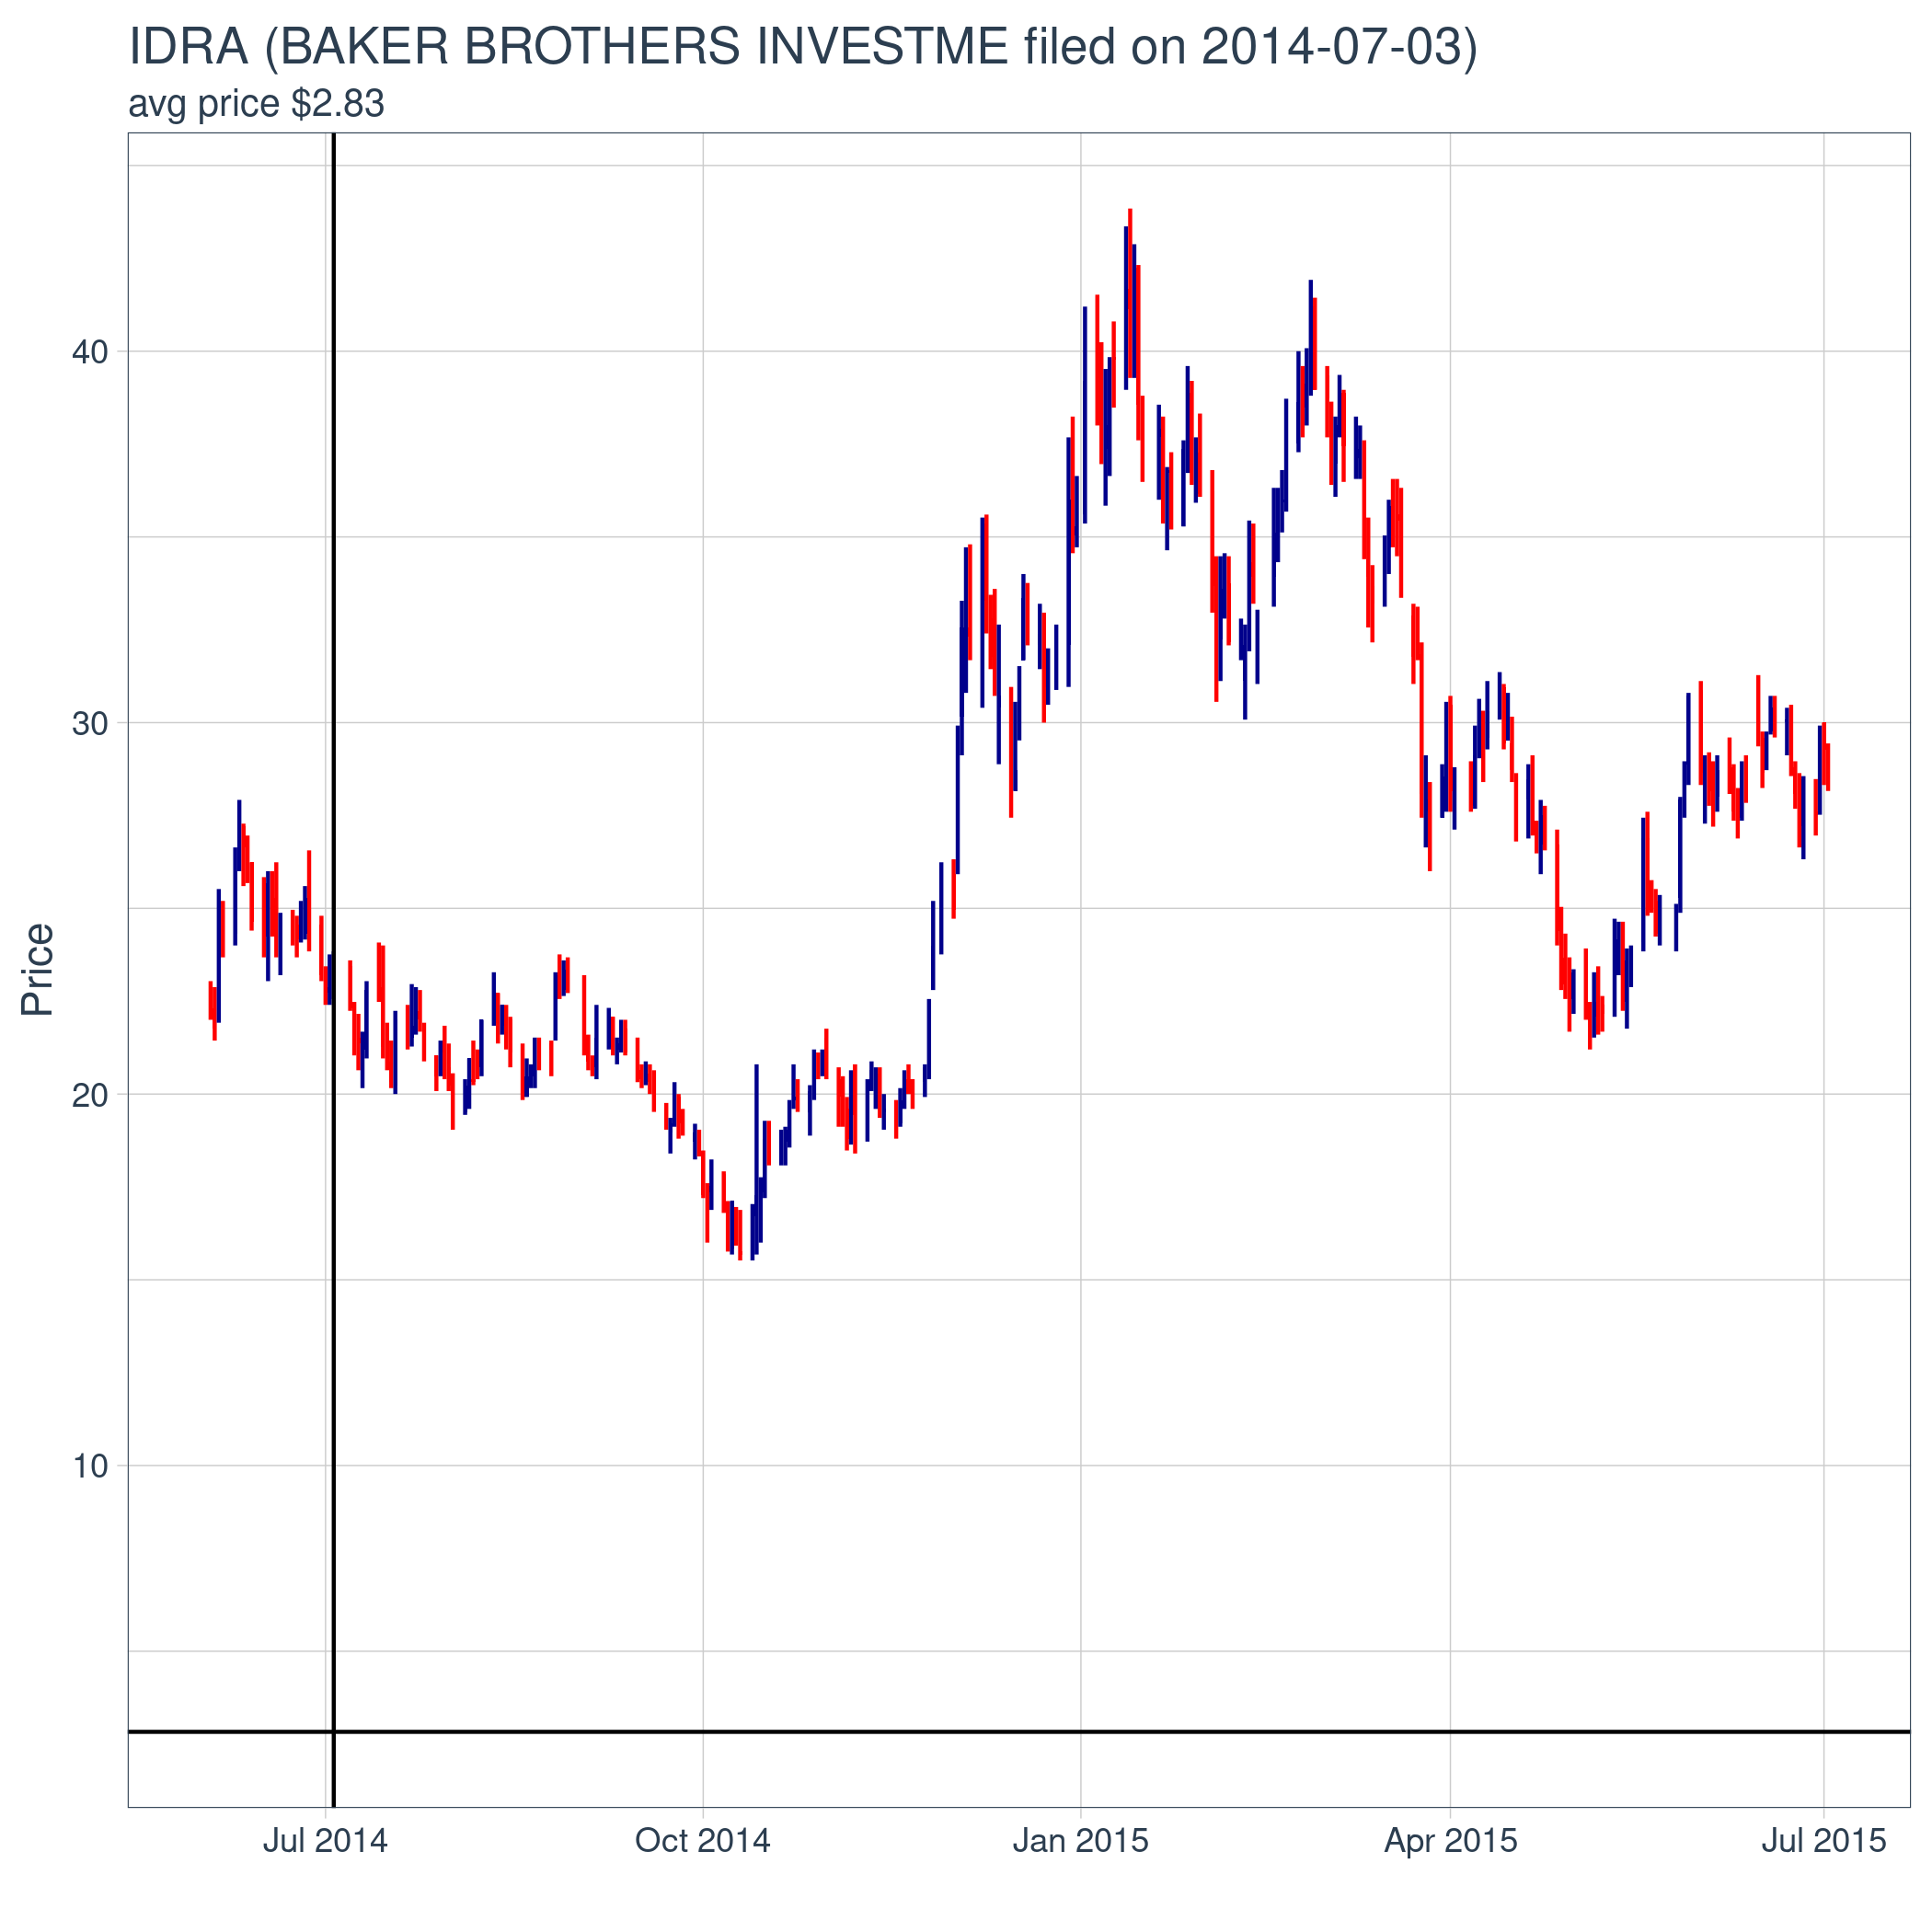 IDRA (BAKER BROTHERS INVESTME filed on 2014-07-03)
avg price $2.83
40
30
20
10
Price
Jul 2014 Oct 2014 Jan 2015 Apr 2015 Jul 2015